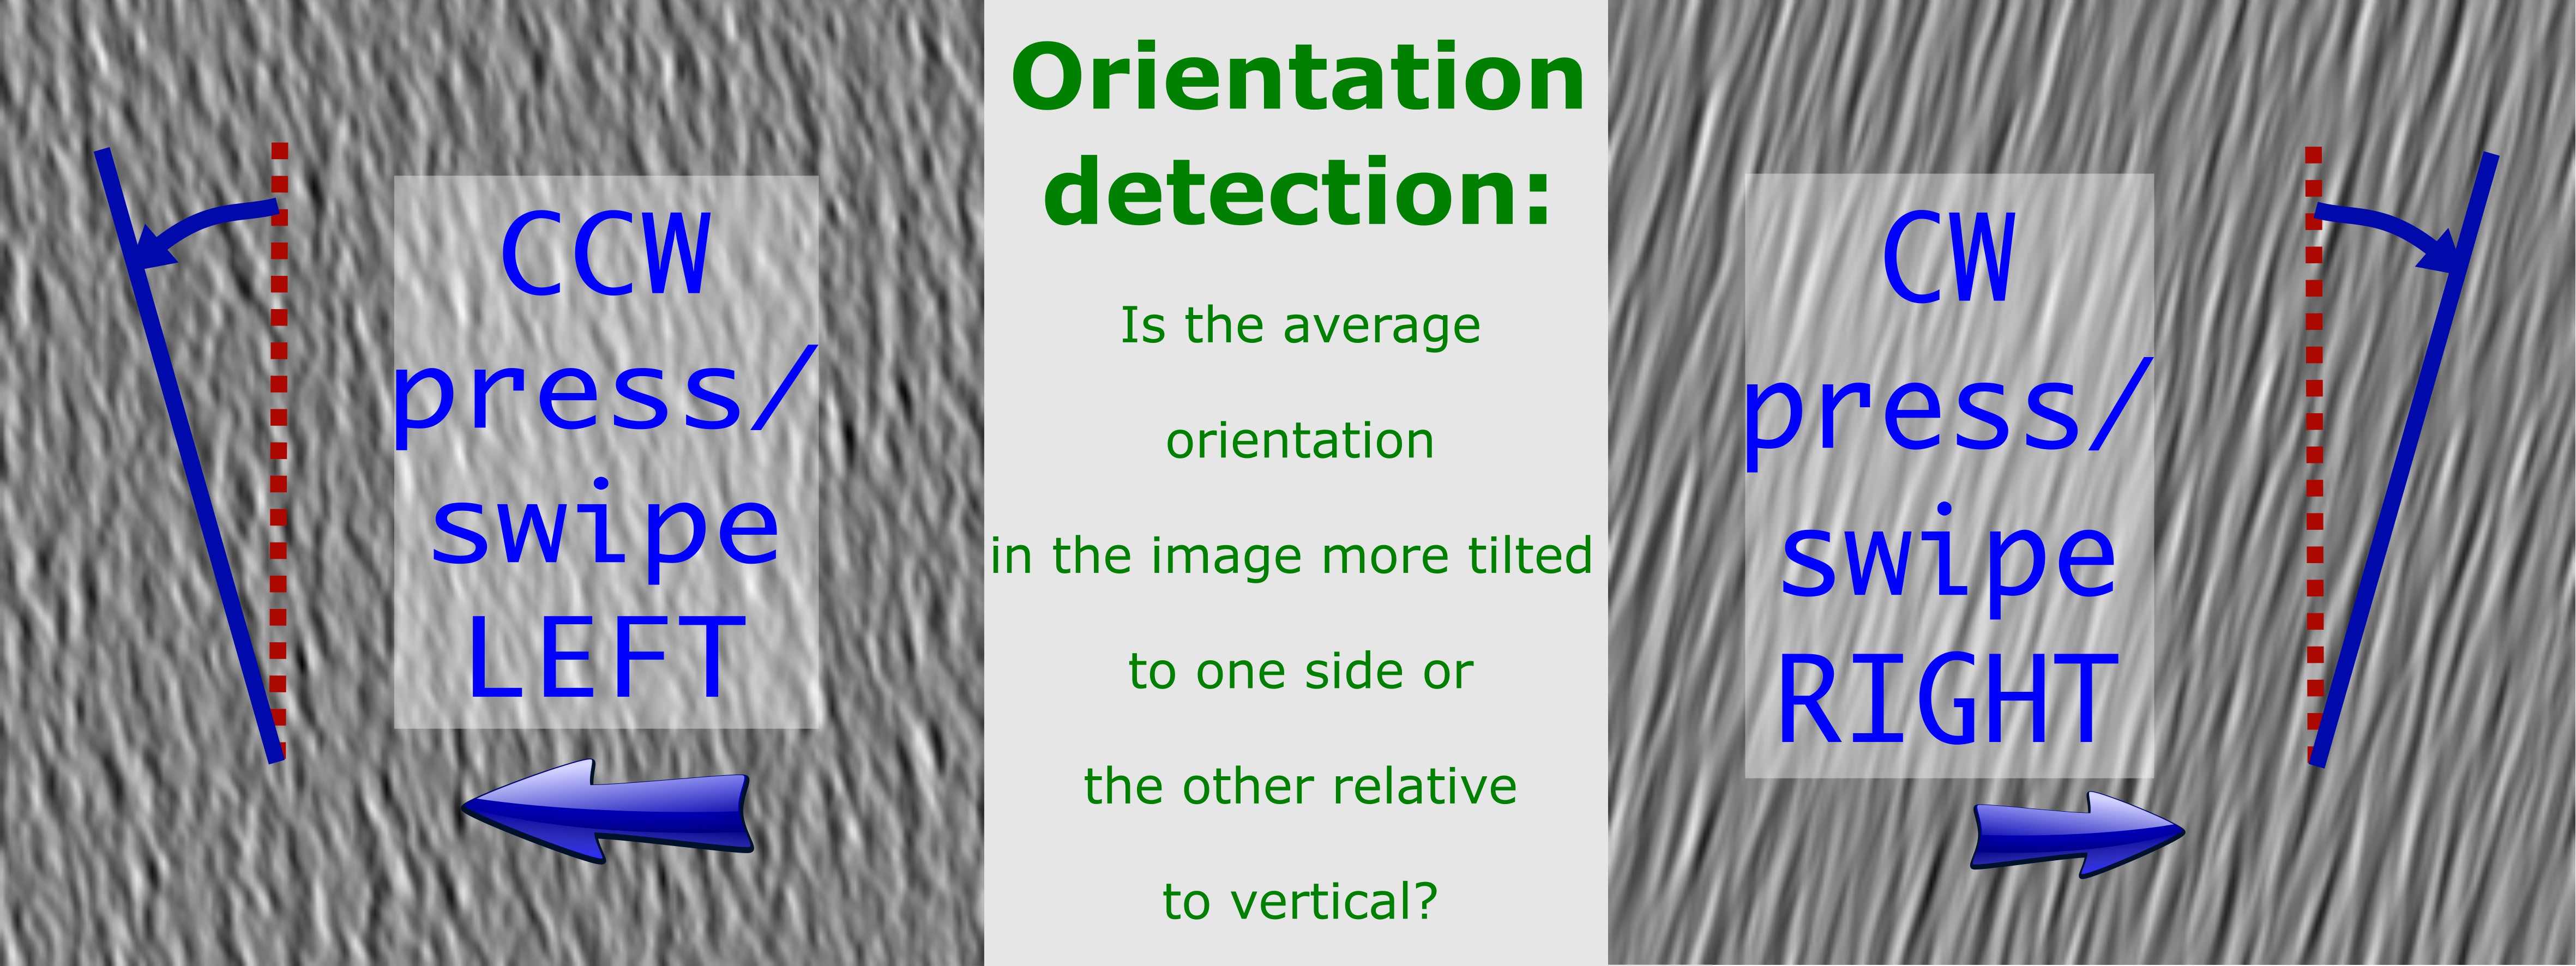 CCW
press/
swipe
LEFT
Orientation
detection:
Is the average
orientation
in the image more tilted
to one side or
the other relative
to vertical?
CW
press/
swipe
RIGHT